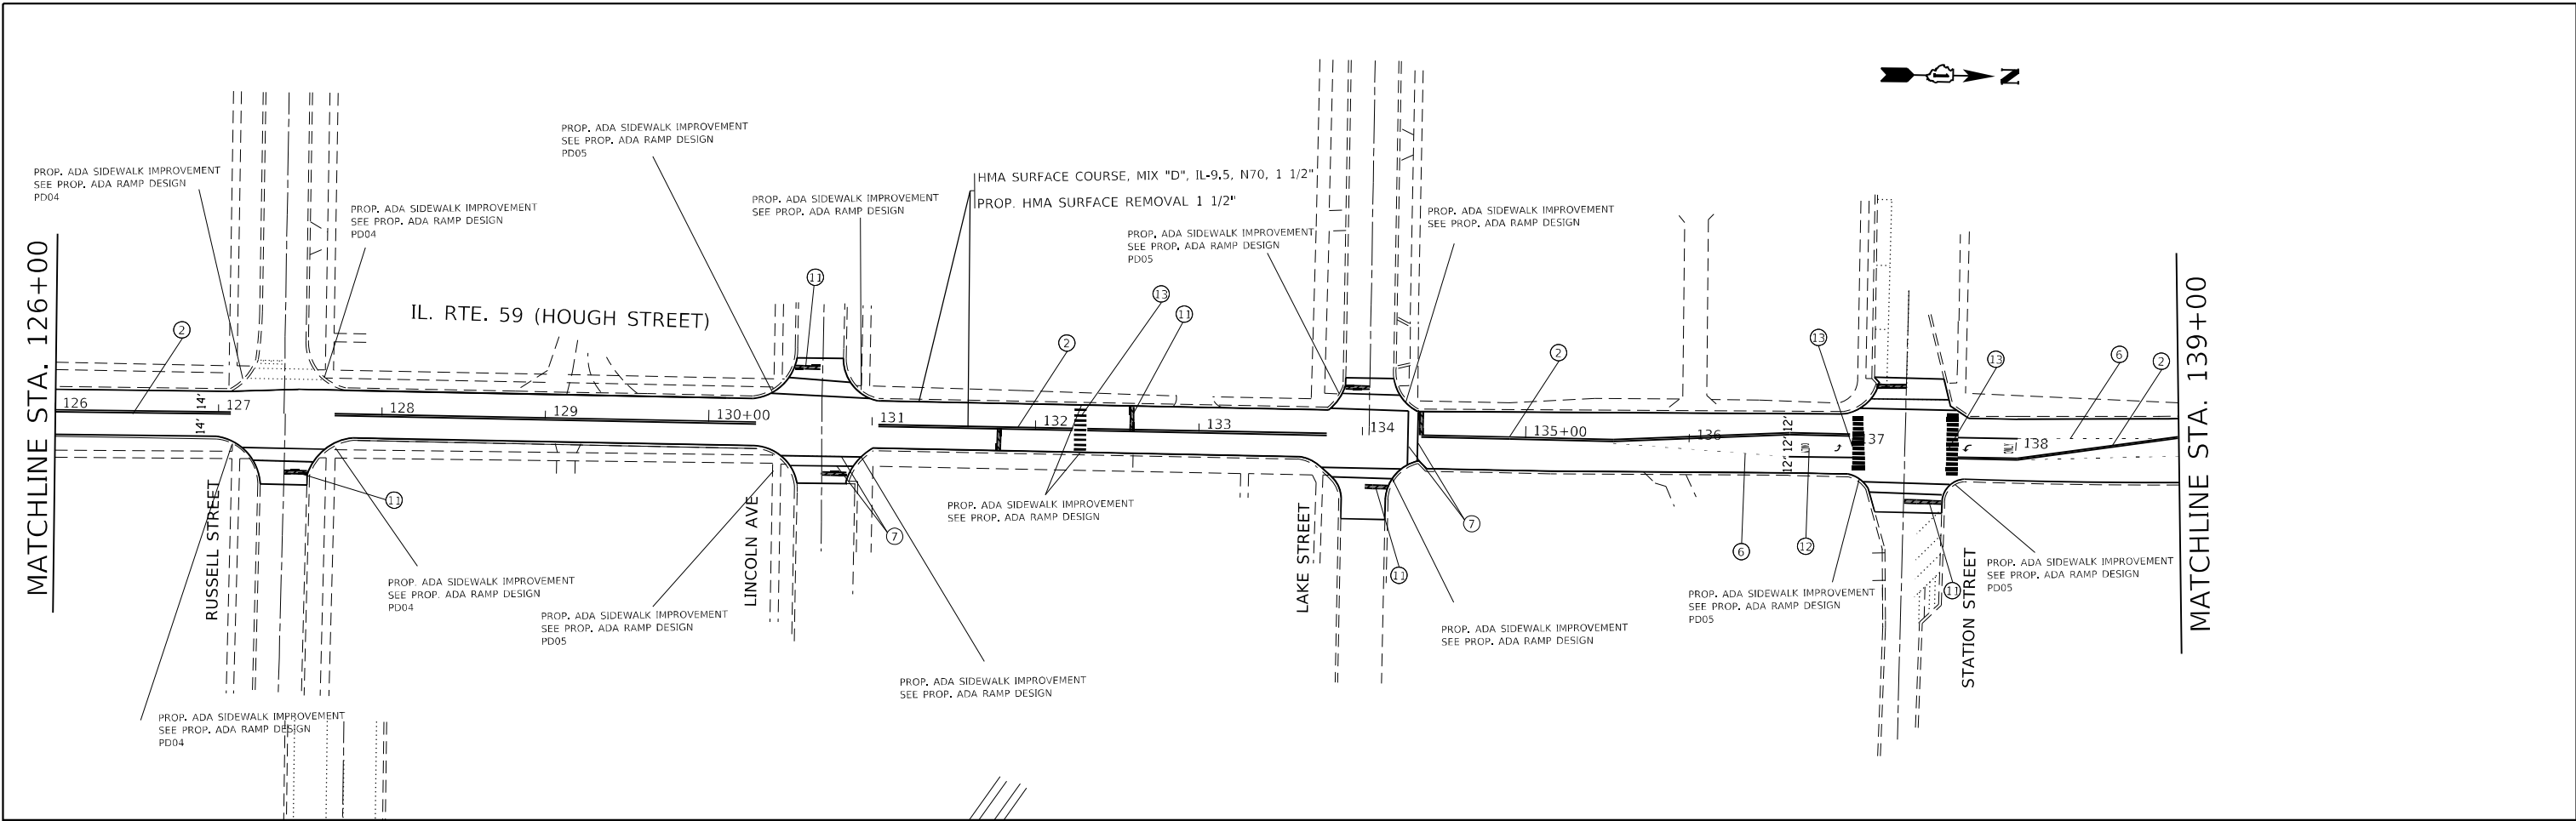 N
PROP. ADA SIDEWALK IMPROVEMENT
SEE PROP. ADA RAMP DESIGN
PD05
PROP. ADA SIDEWALK IMPROVEMENT
SEE PROP. ADA RAMP DESIGN
PD04
HMA SURFACE COURSE, MIX "D", IL-9.5, N70, 1 1/2"
PROP. HMA SURFACE REMOVAL 1 1/2"
PROP. ADA SIDEWALK IMPROVEMENT
SEE PROP. ADA RAMP DESIGN
PROP. ADA SIDEWALK IMPROVEMENT
SEE PROP. ADA RAMP DESIGN
PD04
PROP. ADA SIDEWALK IMPROVEMENT
SEE PROP. ADA RAMP DESIGN
PROP. ADA SIDEWALK IMPROVEMENT
SEE PROP. ADA RAMP DESIGN
PD05
MATCHLINE STA. 126+00
IL. RTE. 59 (HOUGH STREET)
MATCHLINE STA. 139+00
11
13
11
2
2
2
13
13
6
2
126
14' 14'
127
128
129
130+00
131
132
133
134
135+00
136
12' 12' 12'
137
138
11
7
7
11
6
12
11
RUSSELL STREET
LINCOLN AVE
LAKE STREET
STATION STREET
PROP. ADA SIDEWALK IMPROVEMENT
SEE PROP. ADA RAMP DESIGN
PROP. ADA SIDEWALK IMPROVEMENT
SEE PROP. ADA RAMP DESIGN
PD05
PROP. ADA SIDEWALK IMPROVEMENT
SEE PROP. ADA RAMP DESIGN
PD04
PROP. ADA SIDEWALK IMPROVEMENT
SEE PROP. ADA RAMP DESIGN
PD05
PROP. ADA SIDEWALK IMPROVEMENT
SEE PROP. ADA RAMP DESIGN
PD05
PROP. ADA SIDEWALK IMPROVEMENT
SEE PROP. ADA RAMP DESIGN
PROP. ADA SIDEWALK IMPROVEMENT
SEE PROP. ADA RAMP DESIGN
PROP. ADA SIDEWALK IMPROVEMENT
SEE PROP. ADA RAMP DESIGN
PD04